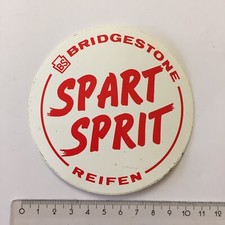 BS BRIDGESTONE
SPART
SPRIT
REIFEN
0 1 2 3 4 5 6 7 8 9 10 11 12